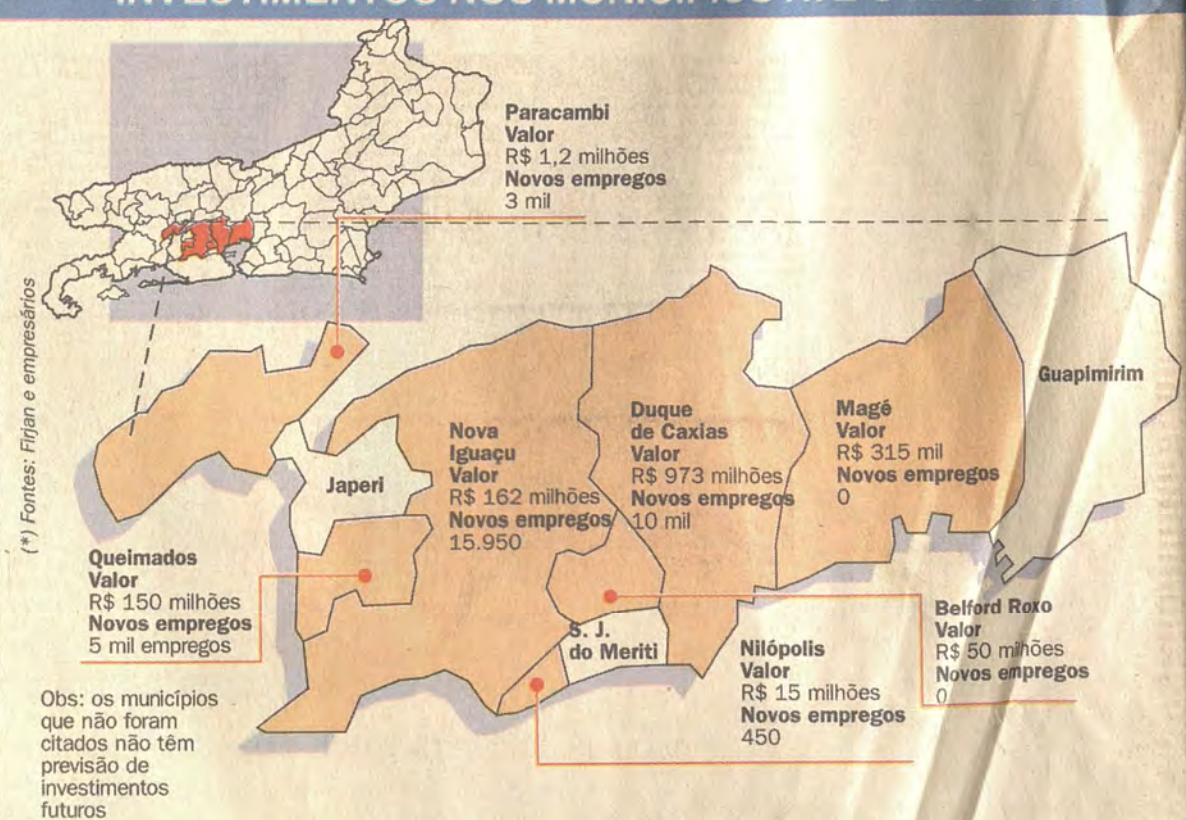 INVESTIMENTOS NOS MUNICÍPIOS
Paracambi
Valor
R$ 1,2 milhões
Novos empregos
3 mil
(*) Fontes: Firjan e empresários
Guapimirim
Duque
de Caxias
Valor
R$ 973 milhões
Novos empregos
10 mil
Magé
Valor
R$ 315 mil
Novos empregos
0
Nova
Iguaçu
Valor
R$ 162 milhões
Novos empregos
15.950
Japeri
Queimados
Valor
R$ 150 milhões
Novos empregos
5 mil empregos
S. J.
do Meriti
Nilópolis
Valor
R$ 15 milhões
Novos empregos
450
Belford Roxo
Valor
R$ 50 milhões
Novos empregos
0
Obs: os municípios
que não foram
citados não têm
previsão de
investimentos
futuros